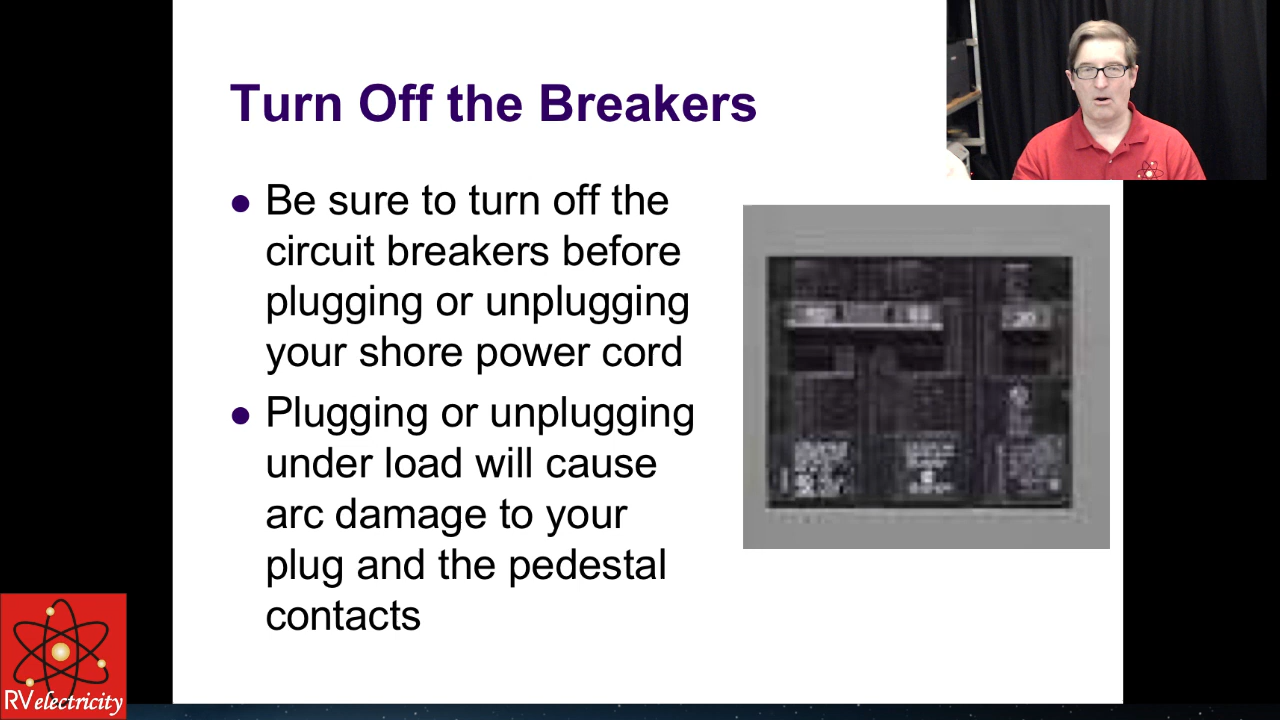 Turn Off the Breakers
Be sure to turn off the
circuit breakers before
plugging or unplugging
your shore power cord
Plugging or unplugging
under load will cause
arc damage to your
plug and the pedestal
contacts
RVelectricity